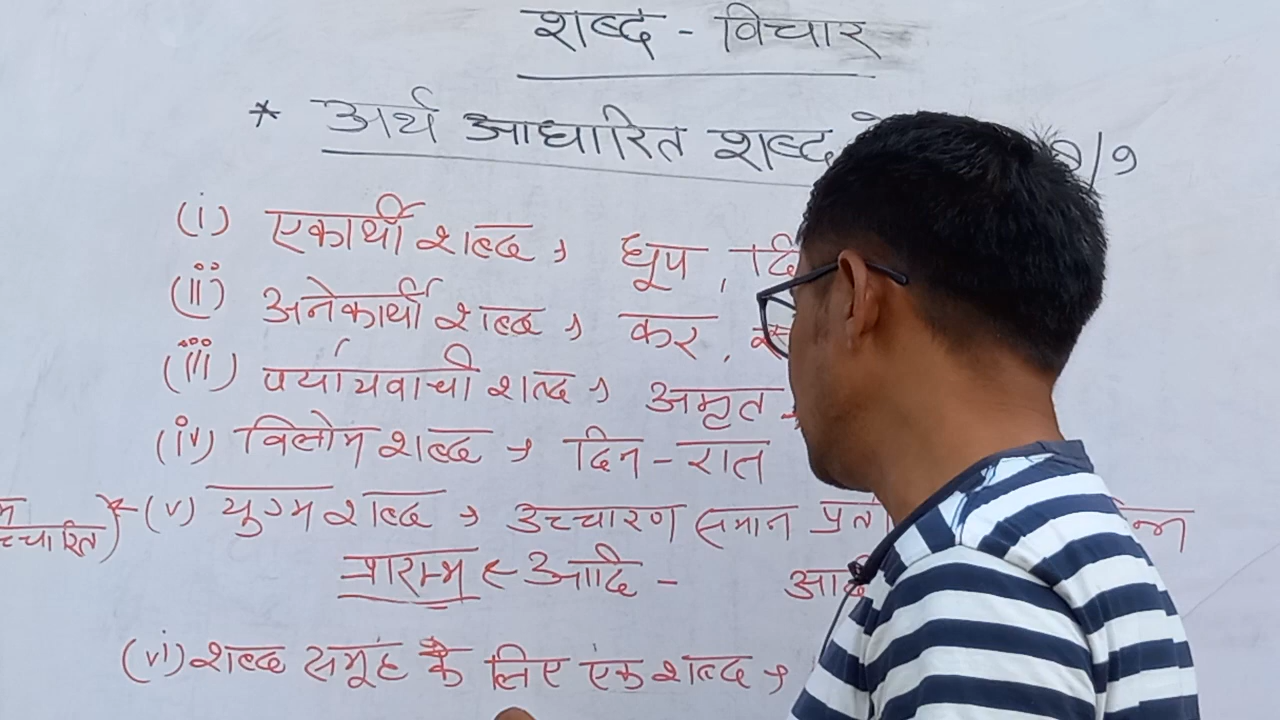 शब्द - विचार
* अर्थ आधारित शब्द
(i) एकार्थी शब्द → धूप, दि
(ii) अनेकार्थी शब्द → कर,
(iii) पर्यायवाची शब्द → अमृत -
(iv) विलोम शब्द → दिन - रात
(v) युग्म शब्द → उच्चारण समान
प्रारम्भ ← आदि - आदि
(vi) शब्द समूह के लिए एक शब्द →